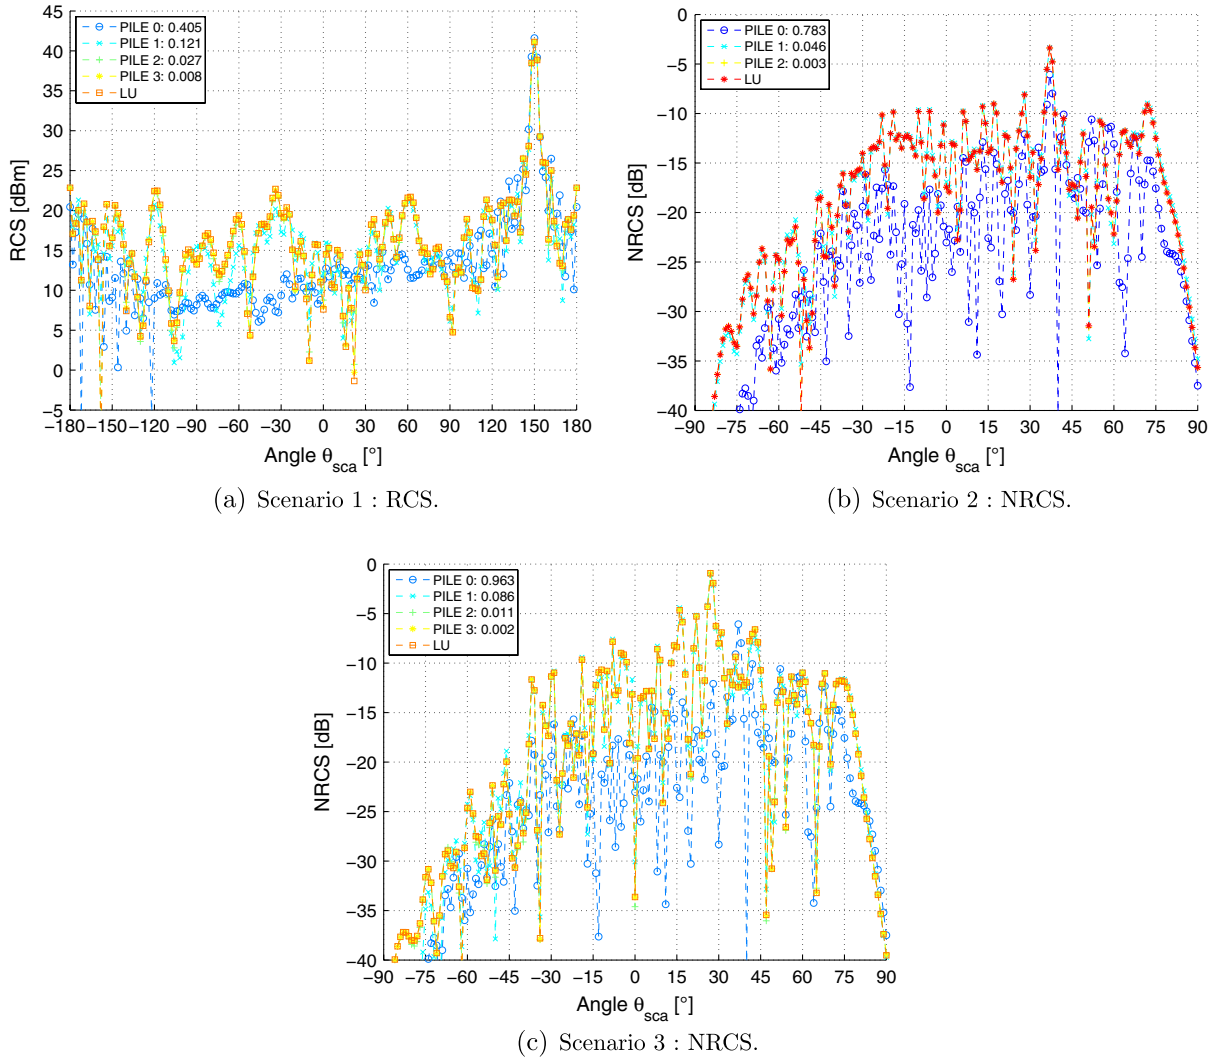 PILE 0: 0.405
PILE 1: 0.121
PILE 2: 0.027
PILE 3: 0.008
LU
45
40
35
30
25
20
15
10
5
0
−5
RCS [dBm]
−180 −150 −120 −90 −60 −30 0 30 60 90 120 150 180
Angle θsca [°]
(a) Scenario 1 : RCS.
PILE 0: 0.783
PILE 1: 0.046
PILE 2: 0.003
LU
0
−5
−10
−15
−20
−25
−30
−35
−40
NRCS [dB]
−90 −75 −60 −45 −30 −15 0 15 30 45 60 75 90
Angle θsca [°]
(b) Scenario 2 : NRCS.
PILE 0: 0.963
PILE 1: 0.086
PILE 2: 0.011
PILE 3: 0.002
LU
0
−5
−10
−15
−20
−25
−30
−35
−40
NRCS [dB]
−90 −75 −60 −45 −30 −15 0 15 30 45 60 75 90
Angle θsca [°]
(c) Scenario 3 : NRCS.